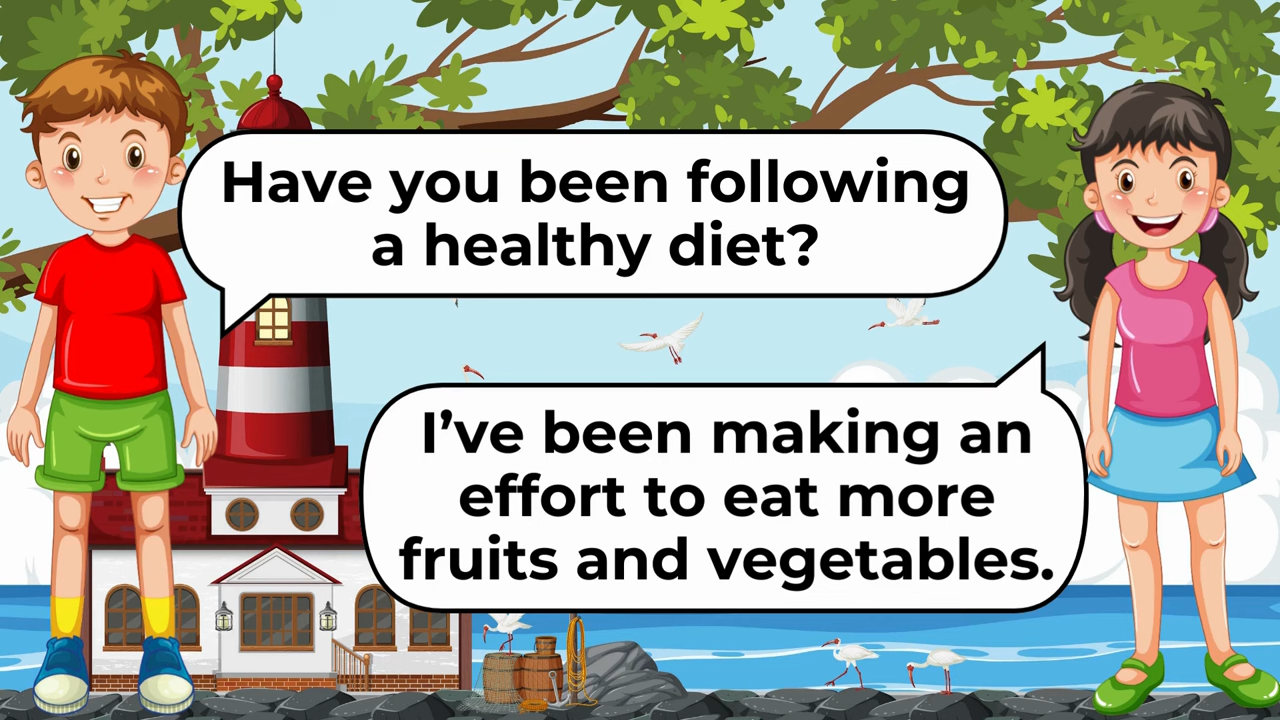 Have you been following
a healthy diet?
I’ve been making an
effort to eat more
fruits and vegetables.